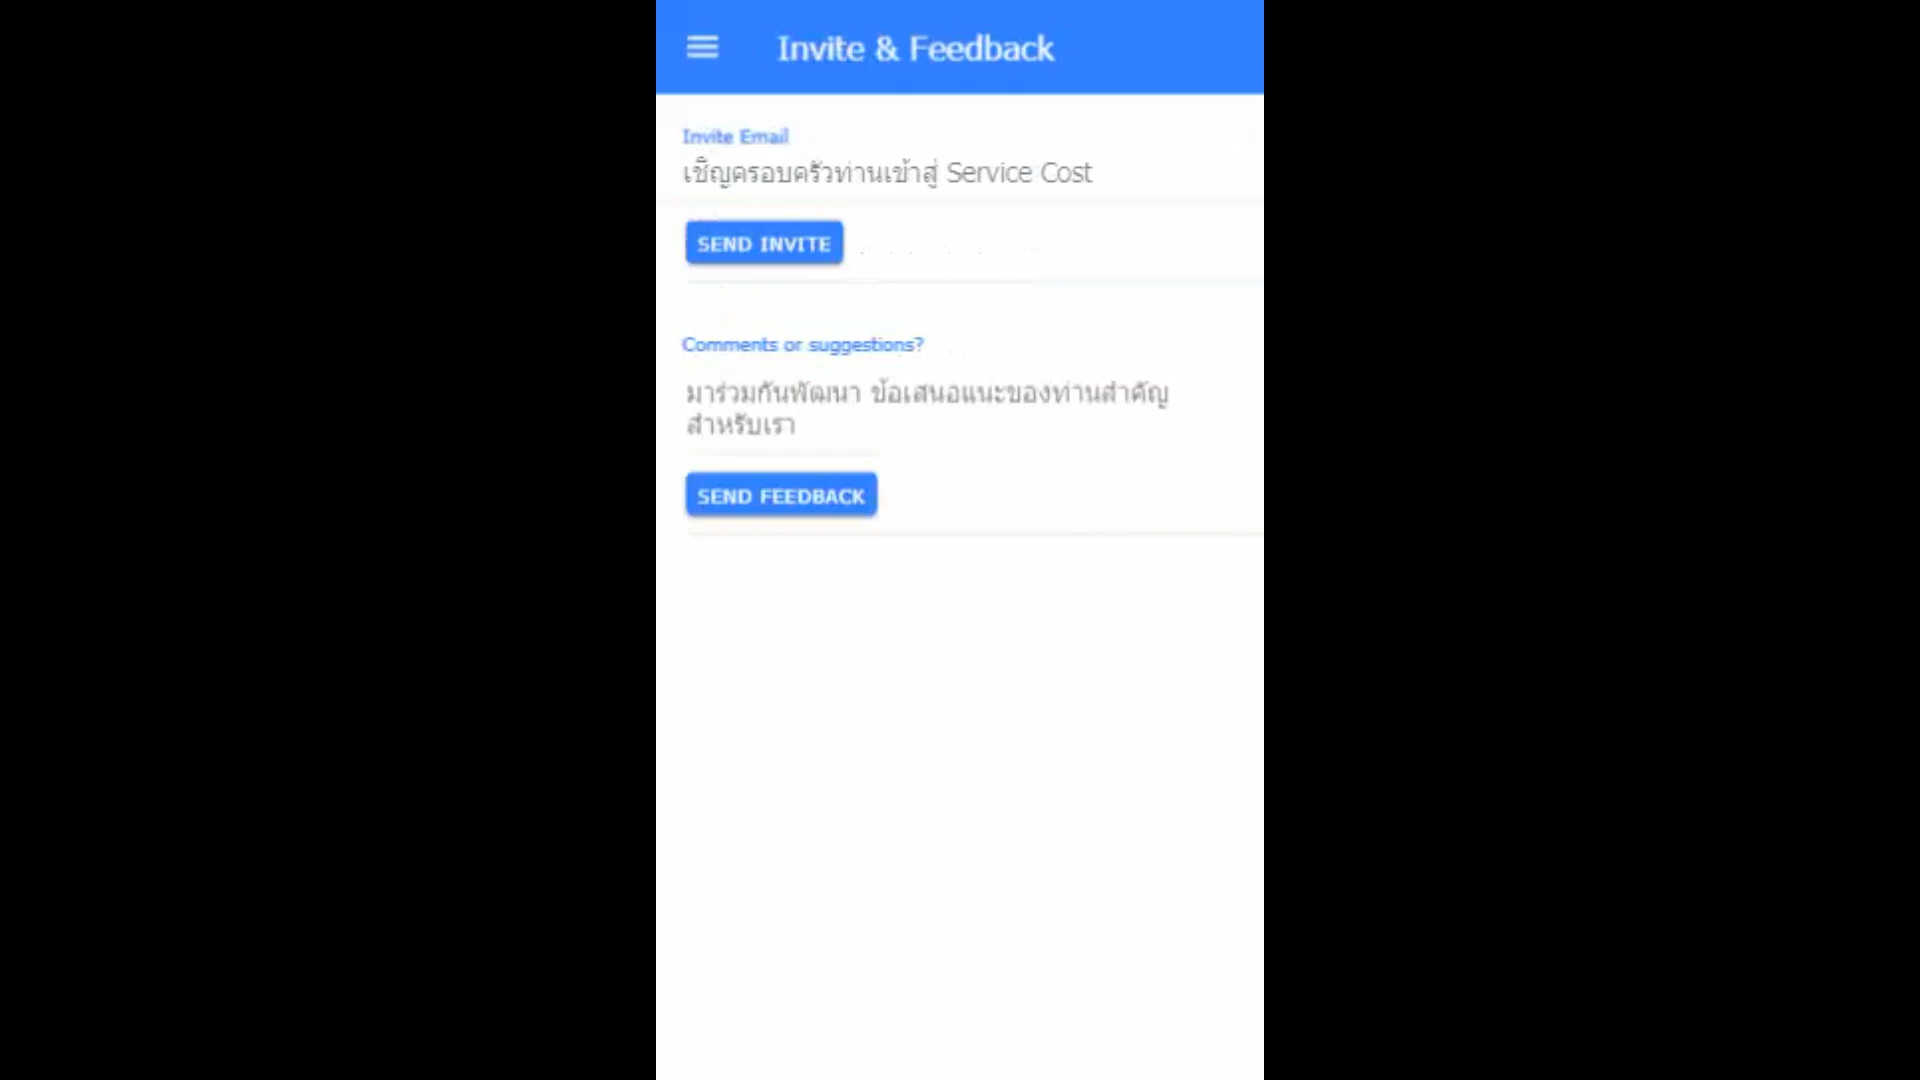 Invite & Feedback
Invite Email
เชิญครอบครัวท่านเข้าสู่ Service Cost
SEND INVITE
Comments or suggestions?
มาร่วมกันพัฒนา ข้อเสนอแนะของท่านสำคัญ
สำหรับเรา
SEND FEEDBACK